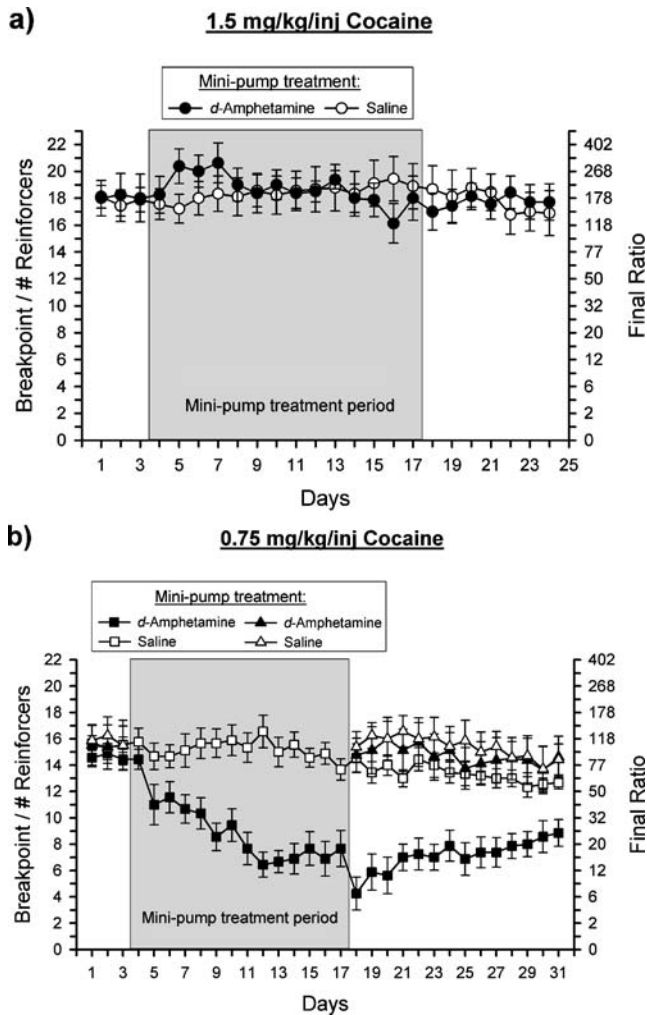 a)
1.5 mg/kg/inj Cocaine
Mini-pump treatment:
d-Amphetamine Saline
Breakpoint / # Reinforcers
22
20
18
16
14
12
10
8
6
4
2
0
402
268
178
118
77
50
32
20
12
6
2
0
Final Ratio
Mini-pump treatment period
1 3 5 7 9 11 13 15 17 19 21 23 25
Days
b)
0.75 mg/kg/inj Cocaine
Mini-pump treatment:
d-Amphetamine d-Amphetamine
Saline Saline
Breakpoint / # Reinforcers
22
20
18
16
14
12
10
8
6
4
2
0
402
268
178
118
77
50
32
20
12
6
2
0
Final Ratio
Mini-pump treatment period
1 3 5 7 9 11 13 15 17 19 21 23 25 27 29 31
Days